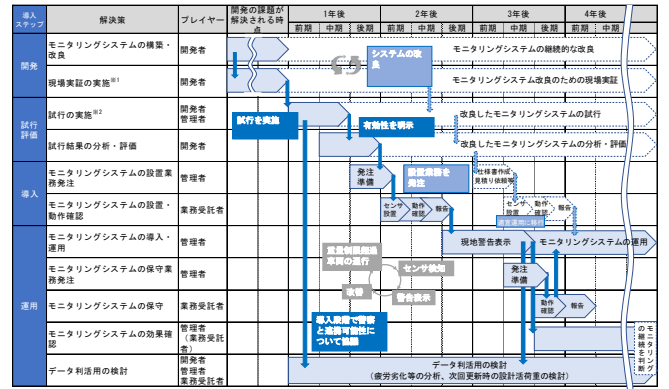 導入
ステップ
解決策
プレイヤー
開発の課題が
解決される時
点
1年後
2年後
3年後
4年後
前期 中期 後期 前期 中期 後期 前期 中期 後期 前期 中期
開発
モニタリングシステムの構築・
改良
開発者
システムの改
良
モニタリングシステムの継続的な改良
現場実証の実施※1
開発者
モニタリングシステム改良のための現場実証
試行
評価
試行の実施※2
開発者
管理者
試行を実施
有効性を明示
改良したモニタリングシステムの試行
試行結果の分析・評価
開発者
改良したモニタリングシステムの分析・評価
導入
モニタリングシステムの設置業
務発注
管理者
発注
準備
設置業務を
発注
仕様書作成
見積り依頼等
モニタリングシステムの設置・
動作確認
業務受託者
センサ
設置
動作
確認
報告
センサ
設置
動作
確認
報告
適宜運用に移行
運用
モニタリングシステムの導入・
運用
管理者
重量制限超過
車両の通行
現地警告表示
モニタリングシステムの運用
モニタリングシステムの保守業
務発注
管理者
センサ検知
改善
警告表示
発注
準備
モニタリングシステムの保守
業務受託者
動作
確認
報告
導入段階で警察
と連携可能性に
ついて協議
モニタリングシステムの効果確
認
管理者
(業務受託
者)
モニタリング
の継続を判断
データ利活用の検討
開発者
管理者
業務受託者
データ利活用の検討
(疲労劣化等の分析、次回更新時の設計活荷重の検討)